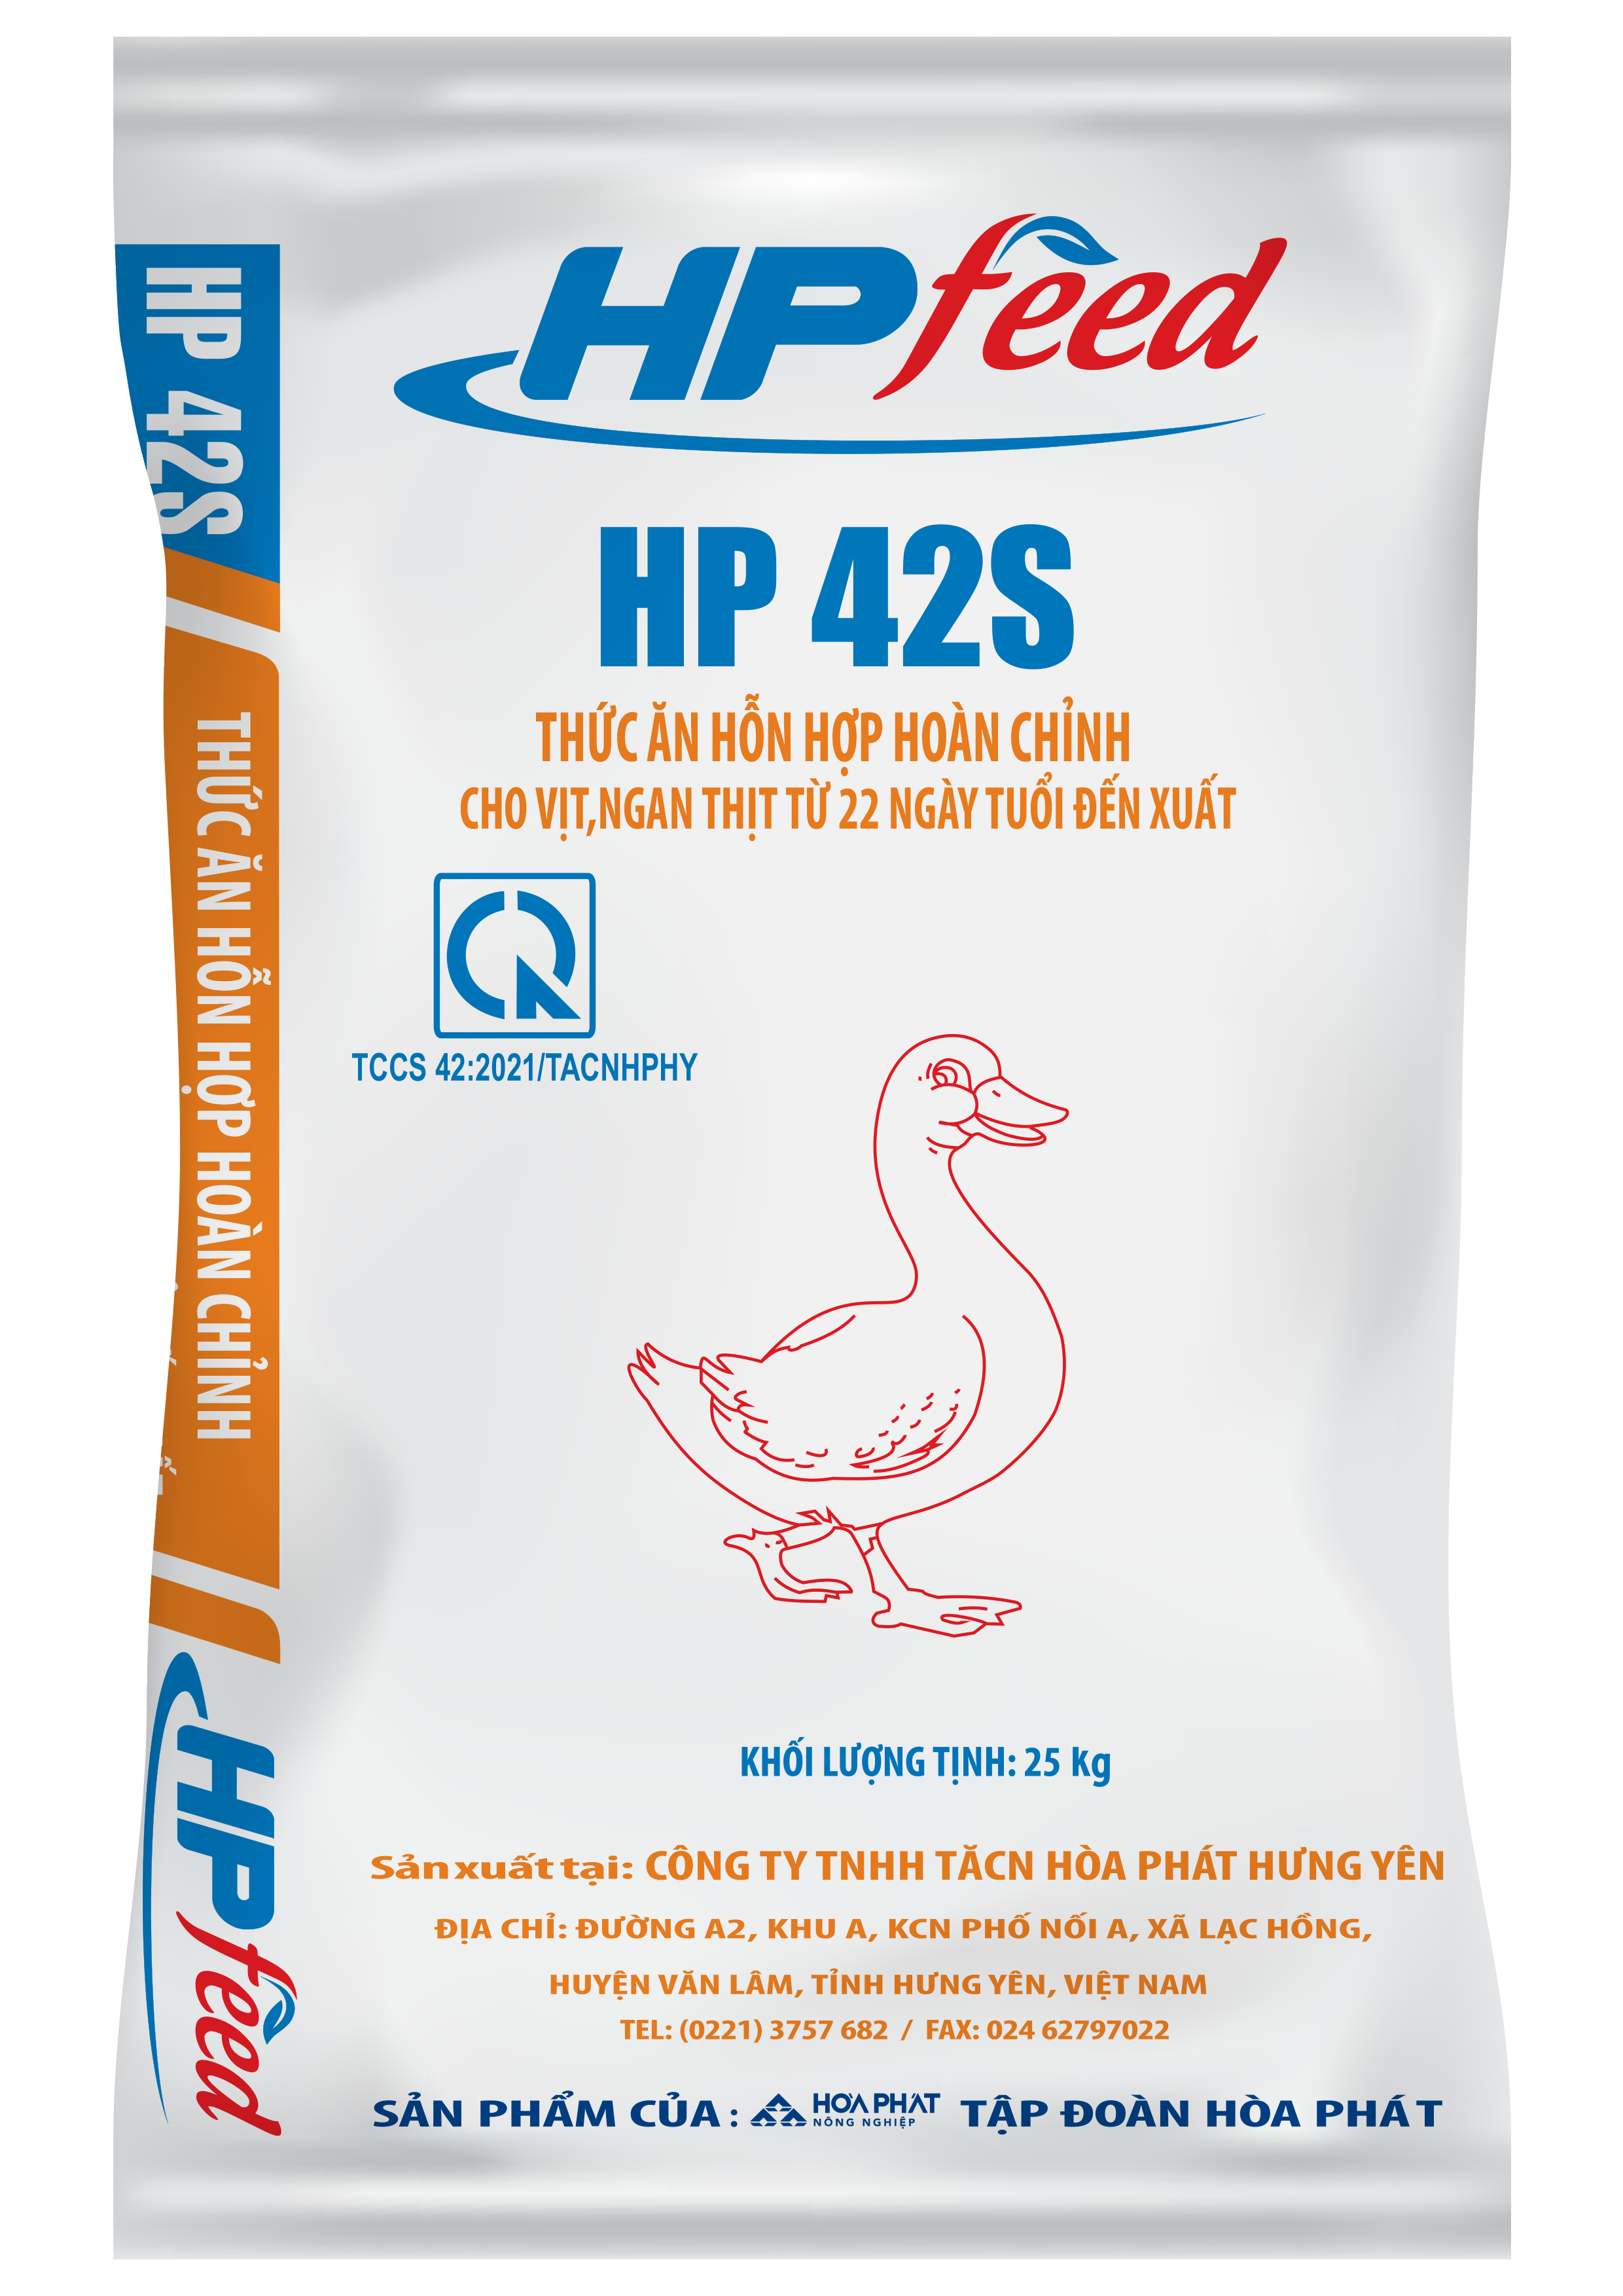 HPfeed
HP 42S
THỨC ĂN HỖN HỢP HOÀN CHỈNH
CHO VỊT,NGAN THỊT TỪ 22 NGÀY TUỔI ĐẾN XUẤT
TCCS 42:2021/TACNHPHY
KHỐI LƯỢNG TỊNH: 25 kg
Sản xuất tại: CÔNG TY TNHH TĂCN HÒA PHÁT HƯNG YÊN
ĐỊA CHỈ: ĐƯỜNG A2, KHU A, KCN PHỐ NỐI A, XÃ LẠC HỒNG,
HUYỆN VĂN LÂM, TỈNH HƯNG YÊN, VIỆT NAM
TEL: (0221) 3757 682 / FAX: 024 62797022
SẢN PHẨM CỦA : HÒA PHÁT NÔNG NGHIỆP TẬP ĐOÀN HÒA PHÁT
HP 42S
THỨC ĂN HỖN HỢP HOÀN CHỈNH
HPfeed